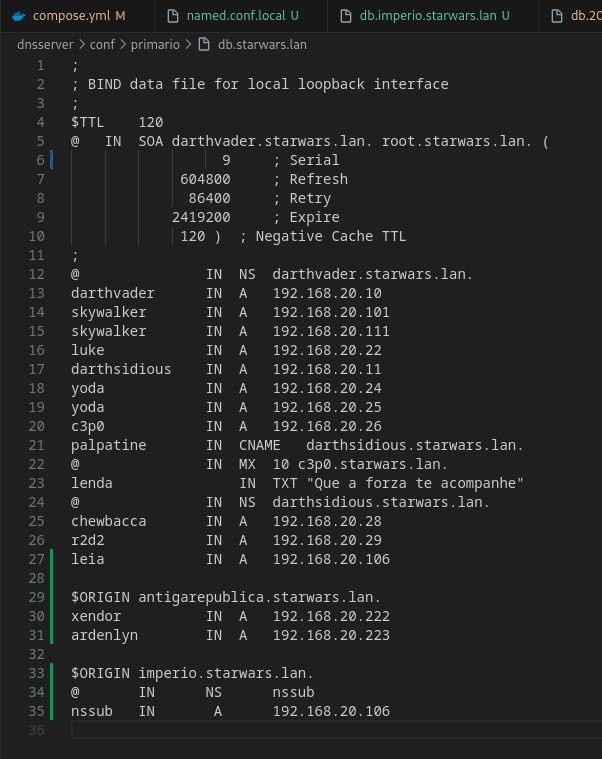 compose.yml M named.conf.local U db.imperio.starwars.lan U db.20
dnsserver > conf > primario > db.starwars.lan
1 ;
2 ; BIND data file for local loopback interface
3 ;
4 $TTL 120
5 @ IN SOA darthvader.starwars.lan. root.starwars.lan. (
6 9 ; Serial
7 604800 ; Refresh
8 86400 ; Retry
9 2419200 ; Expire
10 120 ) ; Negative Cache TTL
11 ;
12 @ IN NS darthvader.starwars.lan.
13 darthvader IN A 192.168.20.10
14 skywalker IN A 192.168.20.101
15 skywalker IN A 192.168.20.111
16 luke IN A 192.168.20.22
17 darthsidious IN A 192.168.20.11
18 yoda IN A 192.168.20.24
19 yoda IN A 192.168.20.25
20 c3p0 IN A 192.168.20.26
21 palpatine IN CNAME darthsidious.starwars.lan.
22 @ IN MX 10 c3p0.starwars.lan.
23 lenda IN TXT "Que a forza te acompanhe"
24 @ IN NS darthsidious.starwars.lan.
25 chewbacca IN A 192.168.20.28
26 r2d2 IN A 192.168.20.29
27 leia IN A 192.168.20.106
28
29 $ORIGIN antigarepublica.starwars.lan.
30 xendor IN A 192.168.20.222
31 ardenlyn IN A 192.168.20.223
32
33 $ORIGIN imperio.starwars.lan.
34 @ IN NS nssub
35 nssub IN A 192.168.20.106
36